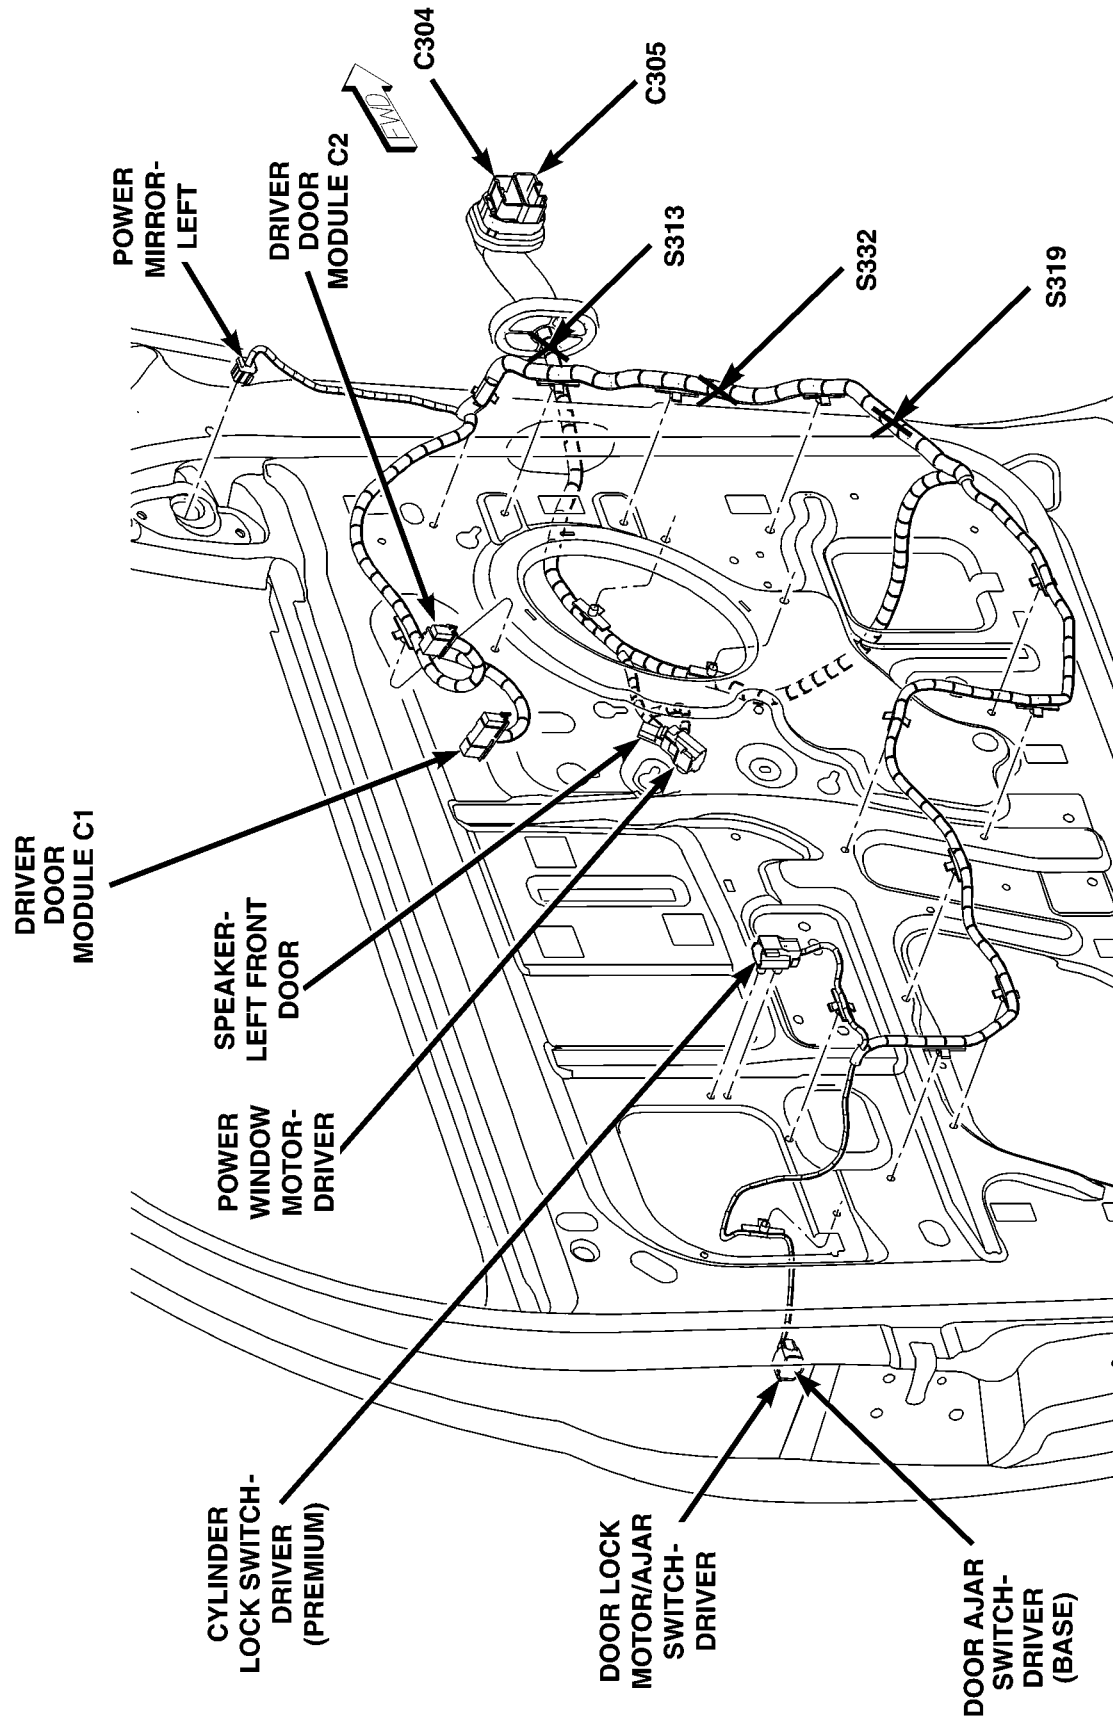 DRIVER
DOOR
MODULE C1
SPEAKER-
LEFT FRONT
DOOR
POWER
WINDOW
MOTOR-
DRIVER
CYLINDER
LOCK SWITCH-
DRIVER
(PREMIUM)
DOOR LOCK
MOTOR/AJAR
SWITCH-
DRIVER
DOOR AJAR
SWITCH-
DRIVER
(BASE)
POWER
MIRROR-
LEFT
DRIVER
DOOR
MODULE C2
FWD
C304
C305
S313
S332
S319